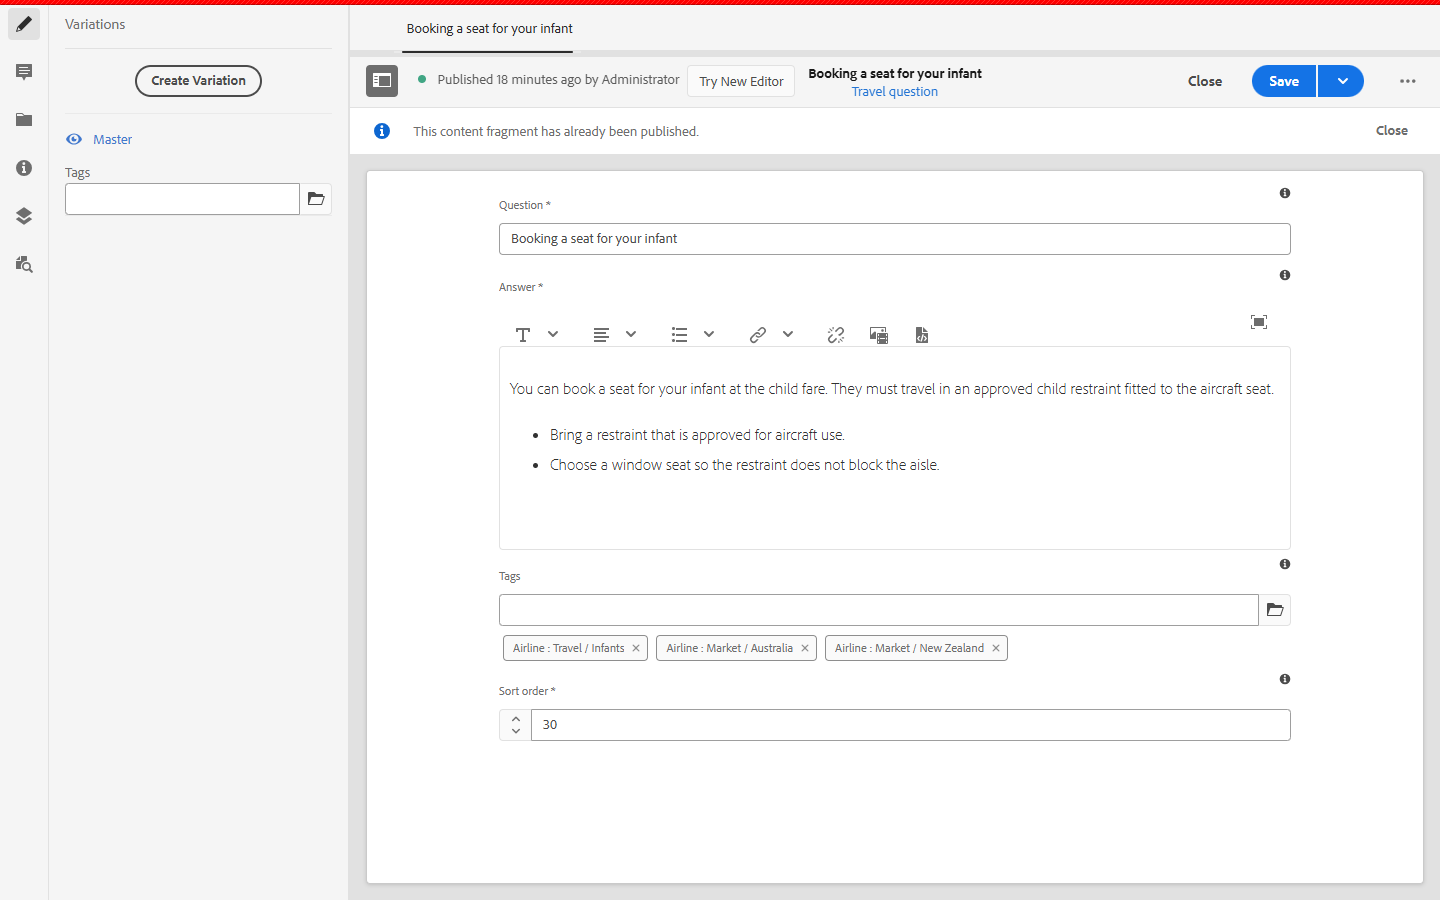 Variations
Create Variation
Master
Tags
Booking a seat for your infant
Published 18 minutes ago by Administrator
Try New Editor
Booking a seat for your infant
Travel question
Close
Save
This content fragment has already been published.
Close
Question *
Booking a seat for your infant
Answer *
You can book a seat for your infant at the child fare. They must travel in an approved child restraint fitted to the aircraft seat.
• Bring a restraint that is approved for aircraft use.
• Choose a window seat so the restraint does not block the aisle.
Tags
Airline : Travel / Infants ×
Airline : Market / Australia ×
Airline : Market / New Zealand ×
Sort order *
30